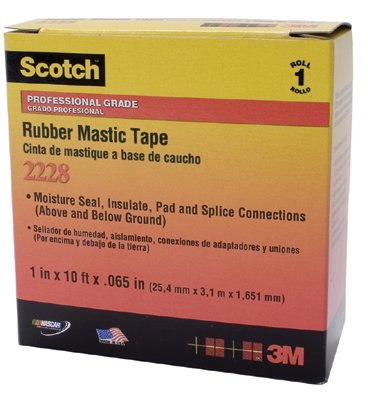 Scotch
ROLL
1
ROLLO
PROFESSIONAL GRADE
GRADO PROFESIONAL
Rubber Mastic Tape
Cinta de mastique a base de caucho
2228
• Moisture Seal, Insulate, Pad and Splice Connections
(Above and Below Ground)
• Sellador de humedad, aislamiento, conexiones de adaptadores y uniones
(Por encima y debajo de la tierra)
1 in x 10 ft x .065 in (25,4 mm x 3,1 m x 1,651 mm)
NASCAR
3M